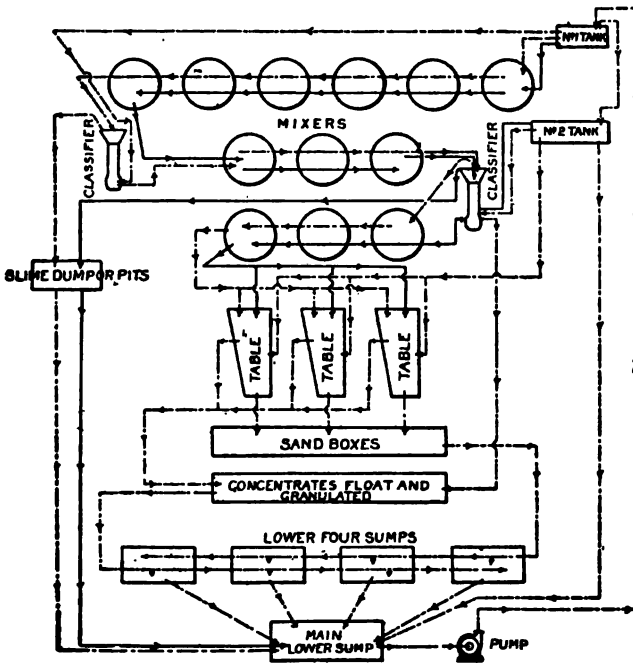 Nº1 TANK
MIXERS
CLASSIFIER
CLASSIFIER
Nº2 TANK
SLIME DUMP OR PITS
TABLE
TABLE
TABLE
SAND BOXES
CONCENTRATES FLOAT AND
GRANULATED
LOWER FOUR SUMPS
MAIN
LOWER SUMP
PUMP